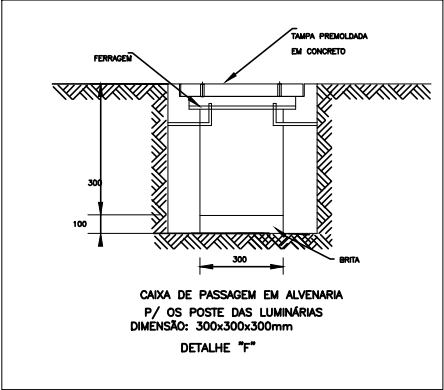 TAMPA PREMOLDADA
EM CONCRETO
FERRAGEM
300
100
300
BRITA
CAIXA DE PASSAGEM EM ALVENARIA
P/ OS POSTE DAS LUMINÁRIAS
DIMENSÃO: 300x300x300mm
DETALHE "F"